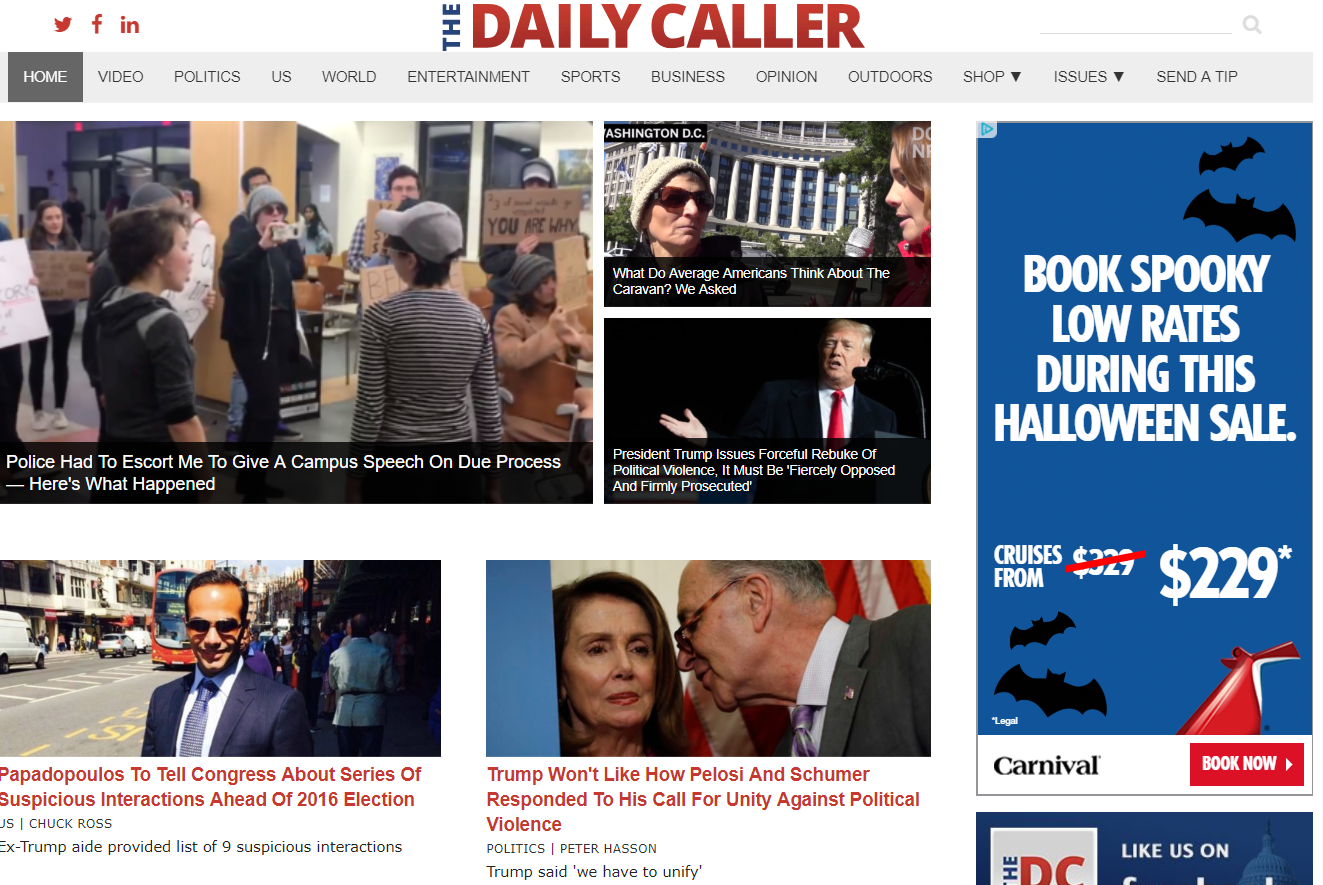 THE DAILY CALLER
HOME VIDEO POLITICS US WORLD ENTERTAINMENT SPORTS BUSINESS OPINION OUTDOORS SHOP ▼ ISSUES ▼ SEND A TIP
2/3 of sexual assaults go
YOU ARE WHY
Police Had To Escort Me To Give A Campus Speech On Due Process
— Here's What Happened
WASHINGTON D.C.
What Do Average Americans Think About The
Caravan? We Asked
President Trump Issues Forceful Rebuke Of
Political Violence, It Must Be 'Fiercely Opposed
And Firmly Prosecuted'
Papadopoulos To Tell Congress About Series Of
Suspicious Interactions Ahead Of 2016 Election
US | CHUCK ROSS
Ex-Trump aide provided list of 9 suspicious interactions
Trump Won't Like How Pelosi And Schumer
Responded To His Call For Unity Against Political
Violence
POLITICS | PETER HASSON
Trump said 'we have to unify'
BOOK SPOOKY
LOW RATES
DURING THIS
HALLOWEEN SALE.
CRUISES
FROM
$329
$229*
*Legal
Carnival
BOOK NOW
THE DC
LIKE US ON